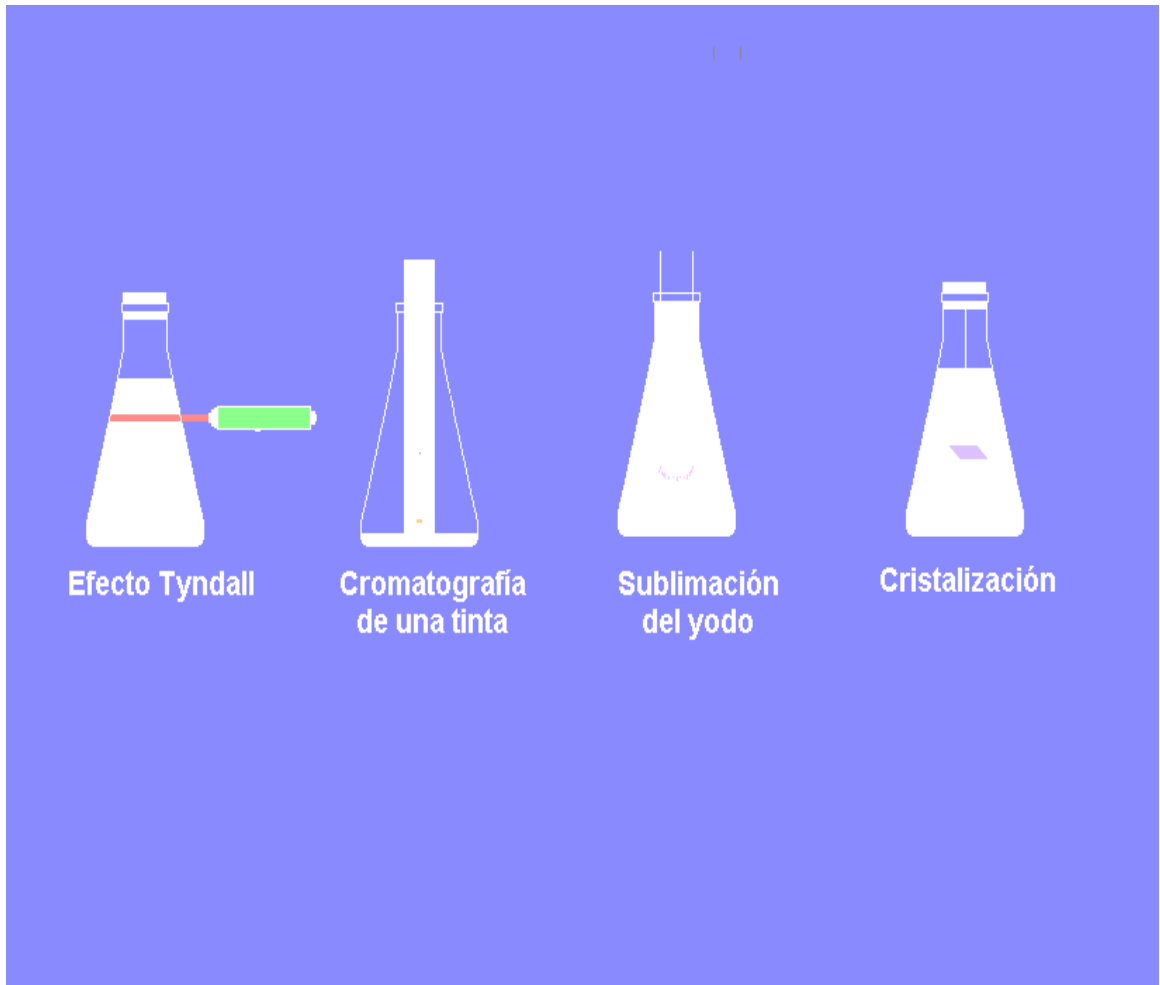 Efecto Tyndall
Cromatografía
de una tinta
Sublimación
del yodo
Cristalización